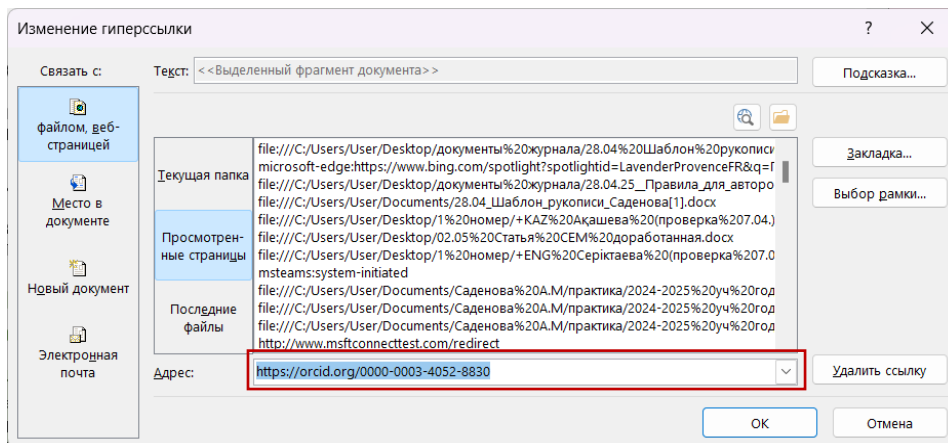 Изменение гиперссылки
Связать с:
Текст: <<Выделенный фрагмент документа>>
Подсказка...
файлом, веб-
страницей
Место в
документе
Новый документ
Электронная
почта
Текущая папка
Просмотрен-
ные страницы
Последние
файлы
file:///C:/Users/User/Desktop/документы%20журнала/28.04%20Шаблон%20рукописи
microsoft-edge:https://www.bing.com/spotlight?spotlightid=LavenderProvenceFR&q=Г
file:///C:/Users/User/Desktop/документы%20журнала/28.04.25__Правила_для_авторо
file:///C:/Users/User/Documents/28.04_Шаблон_рукописи_Саденова[1].docx
file:///C:/Users/User/Desktop/1%20номер/+KAZ%20Ақашева%20(проверка%207.04.)
file:///C:/Users/User/Desktop/02.05%20Статья%20СЕМ%20доработанная.docx
file:///C:/Users/User/Desktop/1%20номер/+ENG%20Серіктаева%20(проверка%207.0
msteams:system-initiated
file:///C:/Users/User/Documents/Саденова%20А.М/практика/2024-2025%20уч%20год
file:///C:/Users/User/Documents/Саденова%20А.М/практика/2024-2025%20уч%20год
file:///C:/Users/User/Documents/Саденова%20А.М/практика/2024-2025%20уч%20год
http://www.msftconnecttest.com/redirect
Закладка...
Выбор рамки...
Адрес: https://orcid.org/0000-0003-4052-8830
Удалить ссылку
ОК
Отмена